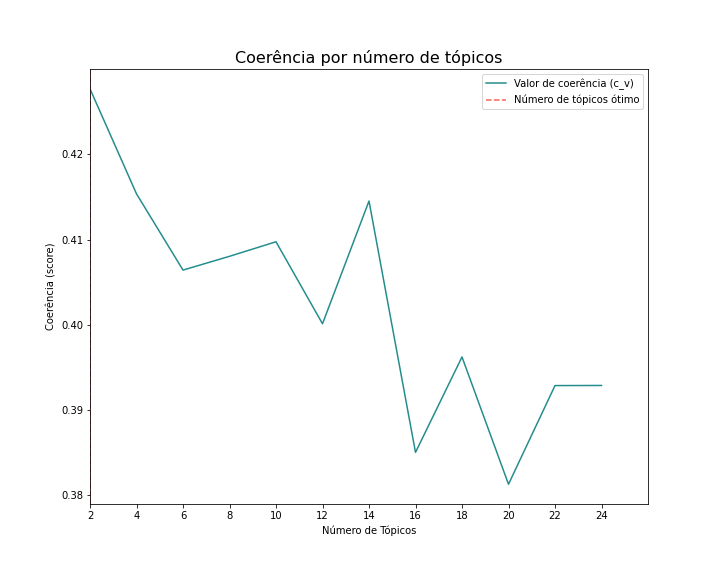 Coerência por número de tópicos
Valor de coerência (c_v)
Número de tópicos ótimo
0.42
0.41
0.40
0.39
0.38
Coerência (score)
2 4 6 8 10 12 14 16 18 20 22 24
Número de Tópicos